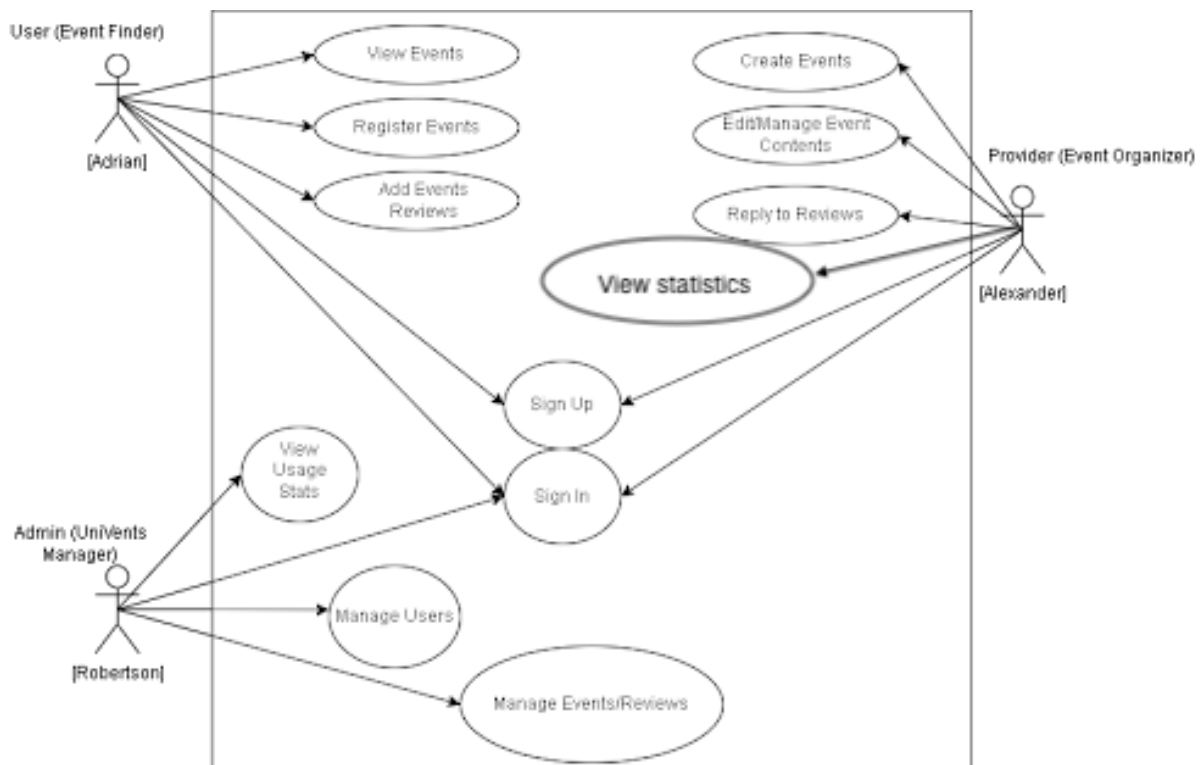 User (Event Finder)
View Events
Create Events
Register Events
Edit/Manage Event
Contents
[Adrian]
Provider (Event Organizer)
Add Events
Reviews
Reply to Reviews
View statistics
[Alexander]
Sign Up
View
Usage
Stats
Sign In
Admin (UniVents
Manager)
Manage Users
[Robertson]
Manage Events/Reviews